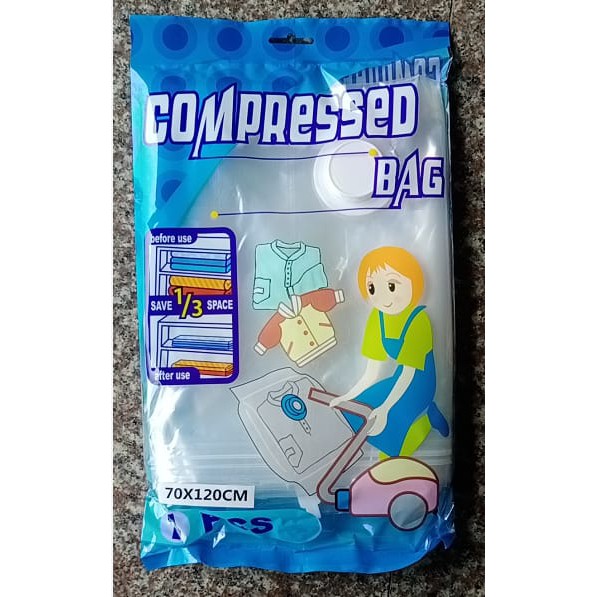 COMPRESSED
BAG
before use
SAVE 1/3 SPACE
after use
70X120CM
1 PCS